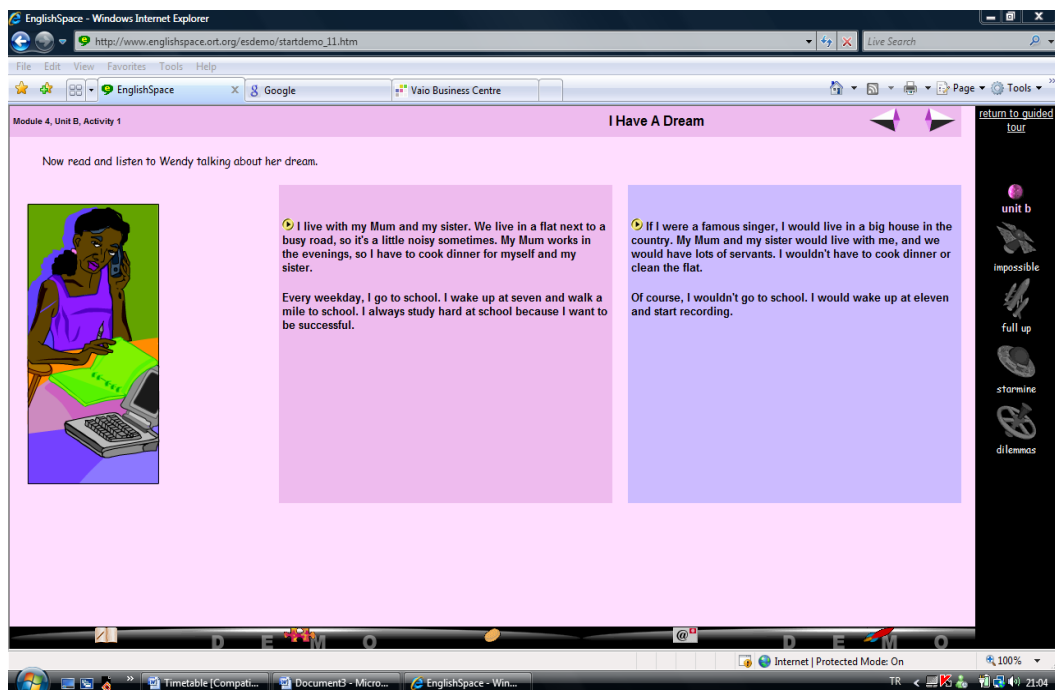 EnglishSpace - Windows Internet Explorer
http://www.englishspace.ort.org/esdemo/startdemo_11.htm
Live Search
File Edit View Favorites Tools Help
EnglishSpace X Google Vaio Business Centre Page Tools
Module 4, Unit B, Activity 1
I Have A Dream
return to guided
tour
Now read and listen to Wendy talking about her dream.
I live with my Mum and my sister. We live in a flat next to a
busy road, so it's a little noisy sometimes. My Mum works in
the evenings, so I have to cook dinner for myself and my
sister.
Every weekday, I go to school. I wake up at seven and walk a
mile to school. I always study hard at school because I want to
be successful.
If I were a famous singer, I would live in a big house in the
country. My Mum and my sister would live with me, and we
would have lots of servants. I wouldn't have to cook dinner or
clean the flat.
Of course, I wouldn't go to school. I would wake up at eleven
and start recording.
unit b
impossible
full up
starmine
dilemmas
D E M O D E M O
Internet | Protected Mode: On 100%
Timetable [Compati... Document3 - Micro... EnglishSpace - Win... TR 21:04